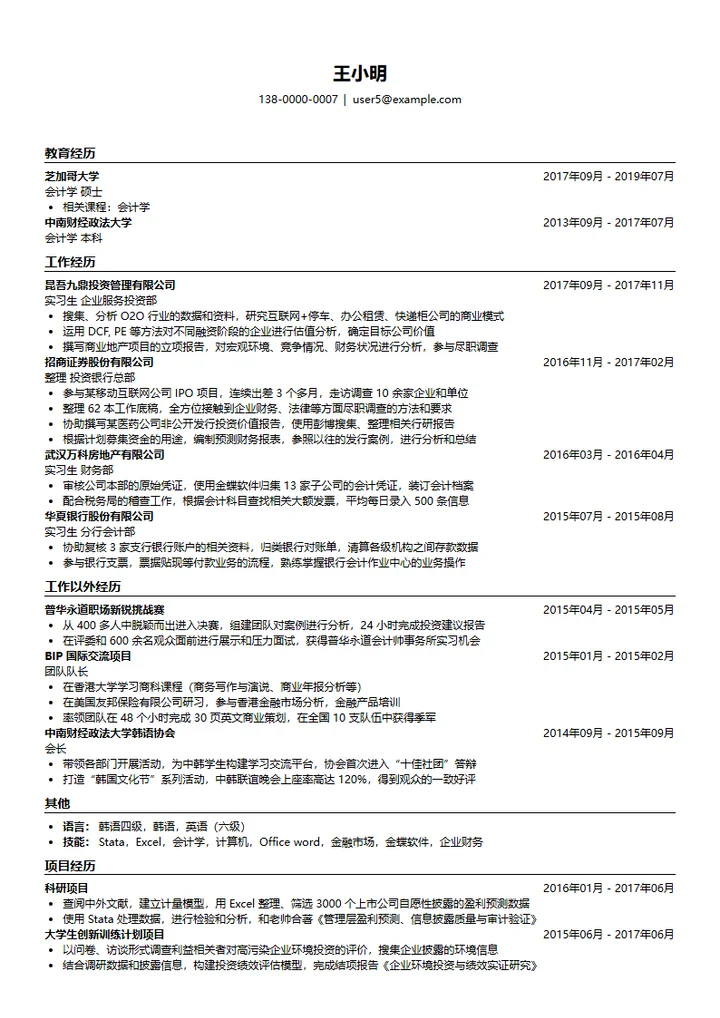 王小明
138-0000-0007 | user5@example.com
教育经历
芝加哥大学 2017年09月 - 2019年07月
会计学 硕士
• 相关课程：会计学
中南财经政法大学 2013年09月 - 2017年07月
会计学 本科
工作经历
昆吾九鼎投资管理有限公司 2017年09月 - 2017年11月
实习生 企业服务投资部
• 搜集、分析 O2O 行业的数据和资料，研究互联网+停车、办公租赁、快递柜公司的商业模式
• 运用 DCF, PE 等方法对不同融资阶段的企业进行估值分析，确定目标公司价值
• 撰写商业地产项目的立项报告，对宏观环境、竞争情况、财务状况进行分析，参与尽职调查
招商证券股份有限公司 2016年11月 - 2017年02月
整理 投资银行总部
• 参与某移动互联网公司 IPO 项目，连续出差 3 个多月，走访调查 10 余家企业和单位
• 整理 62 本工作底稿，全方位接触到企业财务、法律等方面尽职调查的方法和要求
• 协助撰写某医药公司非公开发行投资价值报告，使用彭博搜集、整理相关行研报告
• 根据计划募集资金的用途，编制预测财务报表，参照以往的发行案例，进行分析和总结
武汉万科房地产有限公司 2016年03月 - 2016年04月
实习生 财务部
• 审核公司本部的原始凭证，使用金蝶软件归集 13 家子公司的会计凭证，装订会计档案
• 配合税务局的稽查工作，根据会计科目查找相关大额发票，平均每日录入 500 条信息
华夏银行股份有限公司 2015年07月 - 2015年08月
实习生 分行会计部
• 协助复核 3 家支行银行账户的相关资料，归类银行对账单，清算各级机构之间存款数据
• 参与银行支票，票据贴现等付款业务的流程，熟练掌握银行会计作业中心的业务操作
工作以外经历
普华永道职场新锐挑战赛 2015年04月 - 2015年05月
• 从 400 多人中脱颖而出进入决赛，组建团队对案例进行分析，24 小时完成投资建议报告
• 在评委和 600 余名观众面前进行展示和压力面试，获得普华永道会计帅事务所实习机会
BIP 国际交流项目 2015年01月 - 2015年02月
团队队长
• 在香港大学学习商科课程（商务写作与演说、商业年报分析等）
• 在美国友邦保险有限公司研习，参与香港金融市场分析，金融产品培训
• 率领团队在 48 个小时完成 30 页英文商业策划，在全国 10 支队伍中获得季军
中南财经政法大学韩语协会 2014年09月 - 2015年09月
会长
• 带领各部门开展活动，为中韩学生构建学习交流平台，协会首次进入“十佳社团”答辩
• 打造“韩国文化节”系列活动，中韩联谊晚会上座率高达 120%，得到观众的一致好评
其他
• 语言： 韩语四级，韩语，英语（六级）
• 技能： Stata，Excel，会计学，计算机，Office word，金融市场，金蝶软件，企业财务
项目经历
科研项目 2016年01月 - 2017年06月
• 查阅中外文献，建立计量模型，用 Excel 整理、筛选 3000 个上市公司自愿性披露的盈利预测数据
• 使用 Stata 处理数据，进行检验和分析，和老帅合著《管理层盈利预测、信息披露质量与审计验证》
大学生创新训练计划项目 2015年06月 - 2017年06月
• 以问卷、访谈形式调查利益相关者对高污染企业环境投资的评价，搜集企业披露的环境信息
• 结合调研数据和披露信息，构建投资绩效评估模型，完成结项报告《企业环境投资与绩效实证研究》